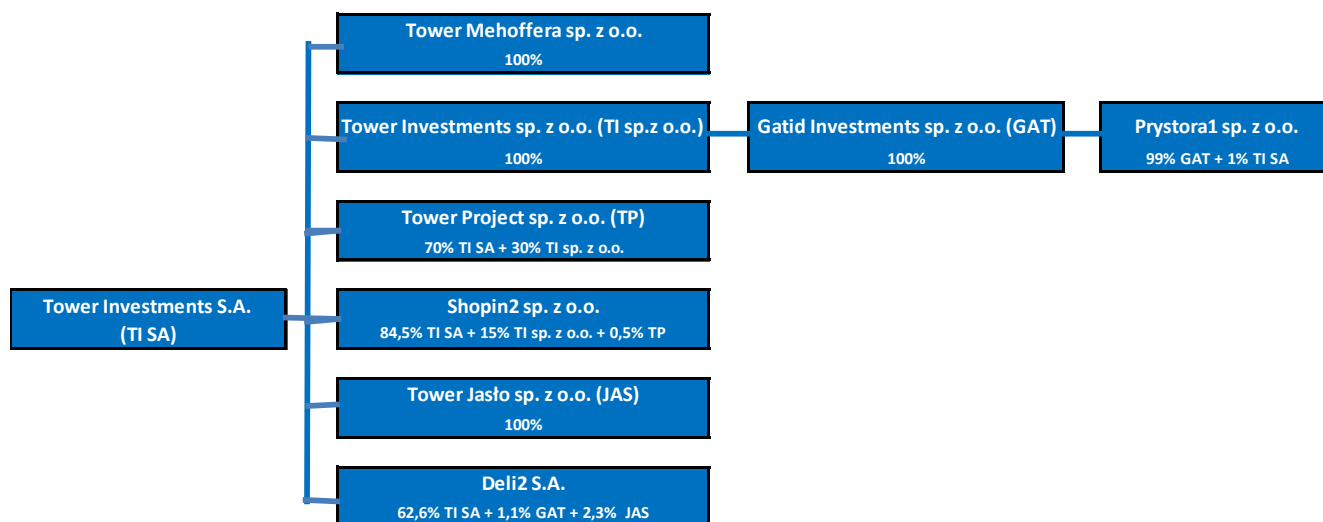 Tower Mehoffera sp. z o.o.
100%
Tower Investments sp. z o.o. (TI sp.z o.o.)
100%
Gatid Investments sp. z o.o. (GAT)
100%
Prystora1 sp. z o.o.
99% GAT + 1% TI SA
Tower Project sp. z o.o. (TP)
70% TI SA + 30% TI sp. z o.o.
Tower Investments S.A.
(TI SA)
Shopin2 sp. z o.o.
84,5% TI SA + 15% TI sp. z o.o. + 0,5% TP
Tower Jasło sp. z o.o. (JAS)
100%
Deli2 S.A.
62,6% TI SA + 1,1% GAT + 2,3% JAS